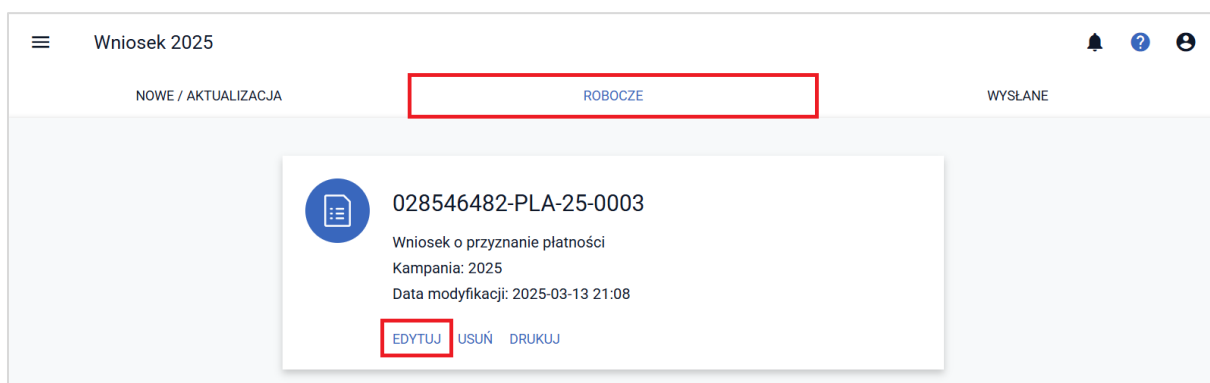 Wniosek 2025
NOWE / AKTUALIZACJA ROBOCZE WYSŁANE
028546482-PLA-25-0003
Wniosek o przyznanie płatności
Kampania: 2025
Data modyfikacji: 2025-03-13 21:08
EDYTUJ USUŃ DRUKUJ